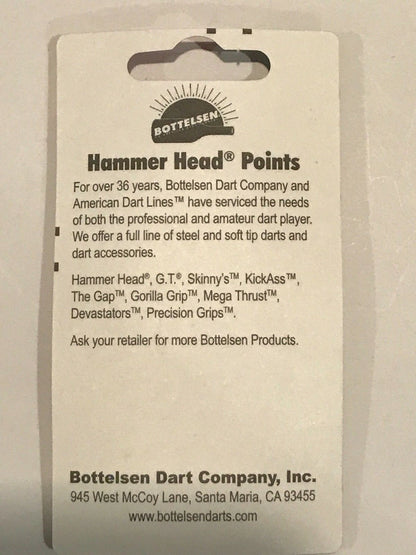 BOTTELSEN
Hammer Head® Points
For over 36 years, Bottelsen Dart Company and
American Dart Lines™ have serviced the needs
of both the professional and amateur dart player.
We offer a full line of steel and soft tip darts and
dart accessories.
Hammer Head®, G.T.®, Skinny's™, KickAss™,
The Gap™, Gorilla Grip™, Mega Thrust™,
Devastators™, Precision Grips™.
Ask your retailer for more Bottelsen Products.
Bottelsen Dart Company, Inc.
945 West McCoy Lane, Santa Maria, CA 93455
www.bottelsendarts.com